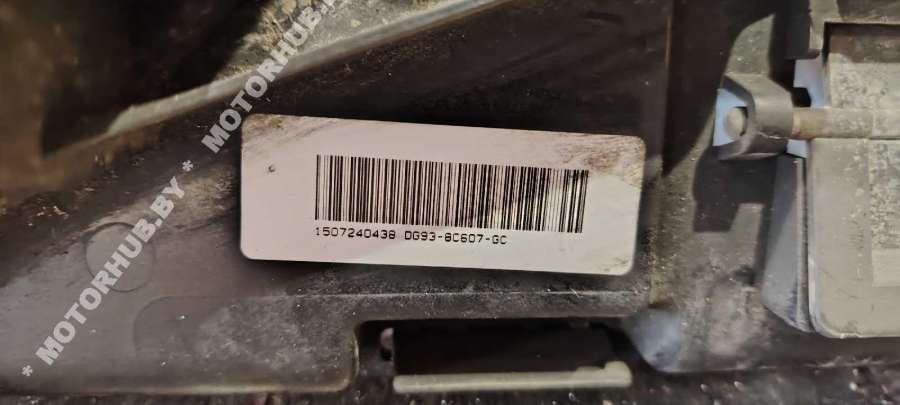 * MOTORHUB.BY * MOTORHUB.BY
1507240438 DG93-8C607-GC